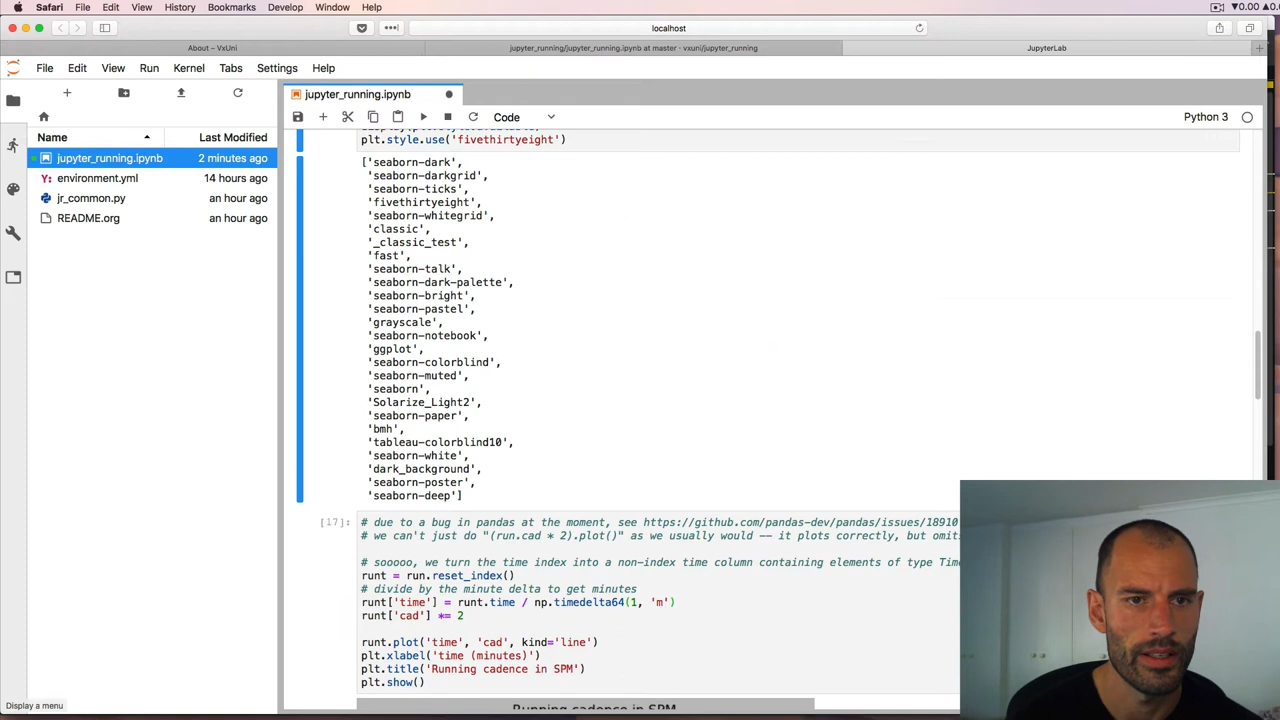 Safari File Edit View History Bookmarks Develop Window Help
localhost
About – VxUni
jupyter_running/jupyter_running.ipynb at master · vxuni/jupyter_running
JupyterLab
File Edit View Run Kernel Tabs Settings Help
jupyter_running.ipynb
Code
Python 3
Name Last Modified
jupyter_running.ipynb 2 minutes ago
environment.yml 14 hours ago
jr_common.py an hour ago
README.org an hour ago
plt.style.use('fivethirtyeight')
['seaborn-dark',
'seaborn-darkgrid',
'seaborn-ticks',
'fivethirtyeight',
'seaborn-whitegrid',
'classic',
'_classic_test',
'fast',
'seaborn-talk',
'seaborn-dark-palette',
'seaborn-bright',
'seaborn-pastel',
'grayscale',
'seaborn-notebook',
'ggplot',
'seaborn-colorblind',
'seaborn-muted',
'seaborn',
'Solarize_Light2',
'seaborn-paper',
'bmh',
'tableau-colorblind10',
'seaborn-white',
'dark_background',
'seaborn-poster',
'seaborn-deep']
[17]:
# due to a bug in pandas at the moment, see https://github.com/pandas-dev/pandas/issues/18910
# we can't just do "(run.cad * 2).plot()" as we usually would -- it plots correctly, but omits
# sooooo, we turn the time index into a non-index time column containing elements of type Time
runt = run.reset_index()
# divide by the minute delta to get minutes
runt['time'] = runt.time / np.timedelta64(1, 'm')
runt['cad'] *= 2
runt.plot('time', 'cad', kind='line')
plt.xlabel('time (minutes)')
plt.title('Running cadence in SPM')
plt.show()
Running cadence in SPM
Display a menu